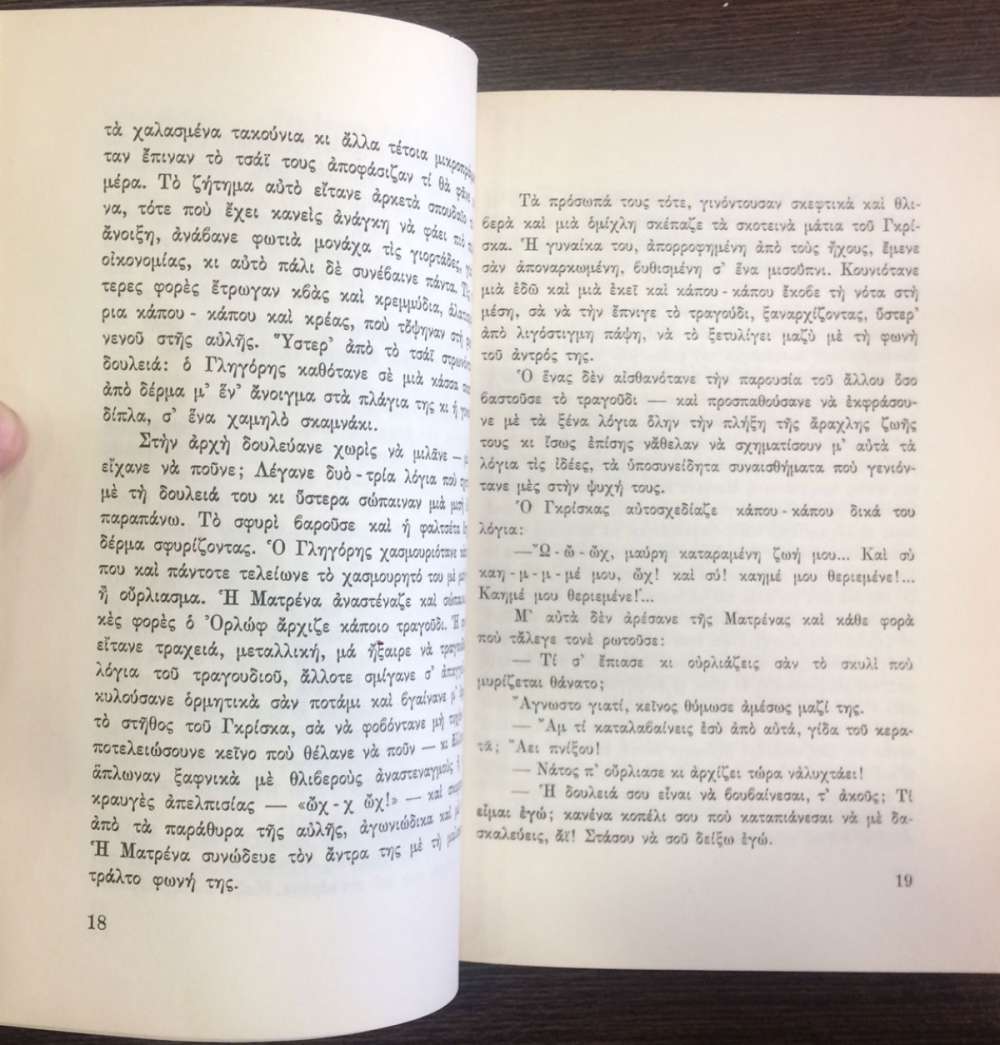 τὰ χαλασμένα τακούνια κι ἄλλα τέτοια
ταν ἔπιναν τὸ τσάϊ τους ἀποφάσιζαν τί θὰ φᾶνε
μέρα. Τὸ ζήτημα αὐτὸ εἴτανε ἀρκετὰ
να, τότε ποὺ ἔχει κανεὶς ἀνάγκη νὰ φάει πιὸ
ἄνοιξη, ἀνάβανε φωτιὰ μονάχα τὶς γιορτάδες,
οἰκονομίες, κι αὐτὸ πάλι δὲ συνέβαινε πάντα.
τερες φορὲς ἔτρωγαν κβὰς καὶ κρεμμύδια,
ρια κάπου - κάπου καὶ κρέας, ποὺ τὄψηναν στὴ
γενοῦ στῆς αὐλῆς. Ὕστερ' ἀπὸ τὸ τσάϊ
δουλειά: ὁ Γληγόρης καθότανε σὲ μιὰ κάσσα
ἀπὸ δέρμα μ' ἕν' ἄνοιγμα στὰ πλάγια της κι ἡ
δίπλα, σ' ἕνα χαμηλὸ σκαμνάκι.
Στὴν ἀρχὴ δουλεύανε χωρὶς νὰ μιλᾶνε —
εἴχανε νὰ ποῦνε; Λέγανε δυὸ - τρία λόγια ποὺ
μὲ τὴ δουλειά του κι ὕστερα σώπαιναν μιὰ μισὴ
παραπάνω. Τὸ σφυρὶ βαροῦσε καὶ ἡ φαλτσέτα
δέρμα σφυρίζοντας. Ὁ Γληγόρης χασμουριότανε
που καὶ πάντοτε τελείωνε τὸ χασμουρητό του μὲ
ἢ οὔρλιασμα. Ἡ Ματρένα ἀναστέναζε καὶ
κὲς φορὲς ὁ Ὀρλὼφ ἄρχιζε κάποιο τραγοῦδι. Ἡ
εἴτανε τραχειά, μεταλλική, μά ἤξαιρε νὰ
λόγια τοῦ τραγουδιοῦ, ἄλλοτε σμίγανε σ'
κυλούσανε ὁρμητικὰ σὰν ποτάμι καὶ βγαίνανε μ'
τὸ στῆθος τοῦ Γκρίσκα, σὰ νὰ φοβόντανε μὴ
ποτελειώσουνε κεῖνο ποὺ θέλανε νὰ ποῦν — κι
ἅπλωναν ξαφνικὰ μὲ θλιβεροὺς ἀναστεναγμοὺς ἢ
κραυγὲς ἀπελπισίας — «ὤχ - χ ὤχ!» — καὶ
ἀπὸ τὰ παράθυρα τῆς αὐλῆς, ἀγωνιώδικα καὶ
Ἡ Ματρένα συνώδευε τὸν ἄντρα της μὲ τὴ
τράλτο φωνή της.
18
Τὰ πρόσωπά τους τότε, γινόντουσαν σκεφτικὰ καὶ θλι-
βερὰ καὶ μιὰ ὁμίχλη σκέπαζε τὰ σκοτεινὰ μάτια τοῦ Γκρί-
σκα. Ἡ γυναίκα του, ἀπορροφημένη ἀπὸ τοὺς ἤχους, ἔμενε
σὰν ἀποναρκωμένη, βυθισμένη σ' ἕνα μισοῦπνι. Κουνιότανε
μιὰ ἐδῶ καὶ μιὰ ἐκεῖ καὶ κάπου - κάπου ἔκοβε τὴ νότα στὴ
μέση, σὰ νὰ τὴν ἔπνιγε τὸ τραγούδι, ξαναρχίζοντας, ὕστερ'
ἀπὸ λιγόστιγμη πάψη, νὰ τὸ ξετυλίγει μαζὺ μὲ τὴ φωνὴ
τοῦ ἀντρός της.
Ὁ ἕνας δὲν αἰσθανότανε τὴν παρουσία τοῦ ἄλλου ὅσο
βαστοῦσε τὸ τραγούδι — καὶ προσπαθούσανε νὰ ἐκφράσου-
νε μὲ τὰ ξένα λόγια ὅλην τὴν πλήξη τῆς ἄραχλης ζωῆς
τους κι ἴσως ἐπίσης νἄθελαν νὰ σχηματίσουν μ' αὐτὰ τὰ
λόγια τὶς ἰδέες, τὰ ὑποσυνείδητα συναισθήματα ποὺ γενιόν-
τανε μὲς στὴν ψυχή τους.
Ὁ Γκρίσκας αὐτοσχεδίαζε κάπου-κάπου δικά του
λόγια:
—Ὤ - ὤ - ὤχ, μαύρη καταραμένη ζωή μου... Καὶ σὺ
καη - μ - μ - μέ μου, ὤχ! καὶ σύ! καημέ μου θεριεμένε!...
Καημέ μου θεριεμένε!...
Μ' αὐτὰ δὲν ἀρέσανε τῆς Ματρένας καὶ κάθε φορὰ
ποὺ τἄλεγε τονὲ ρωτοῦσε:
— Τί σ' ἔπιασε κι οὐρλιάζεις σὰν τὸ σκυλὶ ποὺ
μυρίζεται θάνατο;
Ἄγνωστο γιατί, κεῖνος θύμωσε ἀμέσως μαζί της.
— Ἄμ τί καταλαβαίνεις ἐσὺ ἀπὸ αὐτά, γίδα τοῦ κερα-
τᾶ; Ἄει πνίξου!
— Νάτος π' οὔρλιασε κι ἀρχίζει τώρα νὰλυχτάει!
— Ἡ δουλειά σου εἶναι νὰ βουβαίνεσαι, τ' ἀκοῦς; Τί
εἶμαι ἐγώ; κανένα κοπέλι σου ποὺ καταπιάνεσαι νὰ μὲ δα-
σκαλεύεις, ἄϊ! Στάσου νὰ σοῦ δείξω ἐγώ.
19